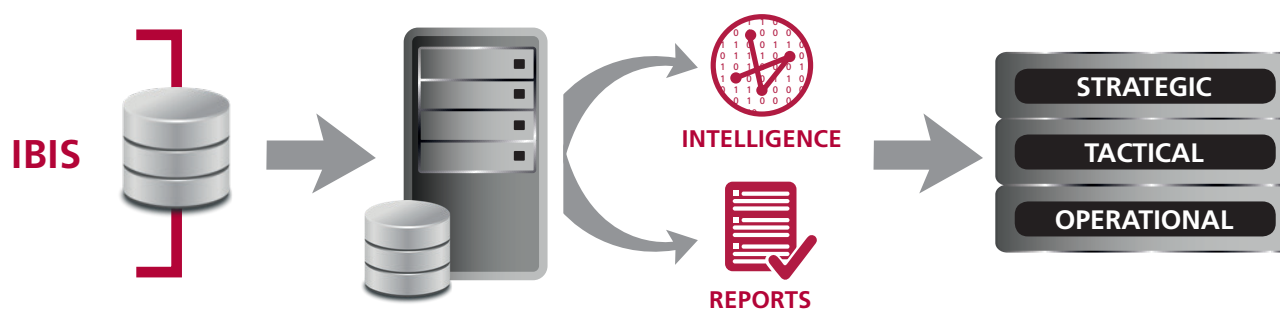 IBIS
INTELLIGENCE
REPORTS
STRATEGIC
TACTICAL
OPERATIONAL